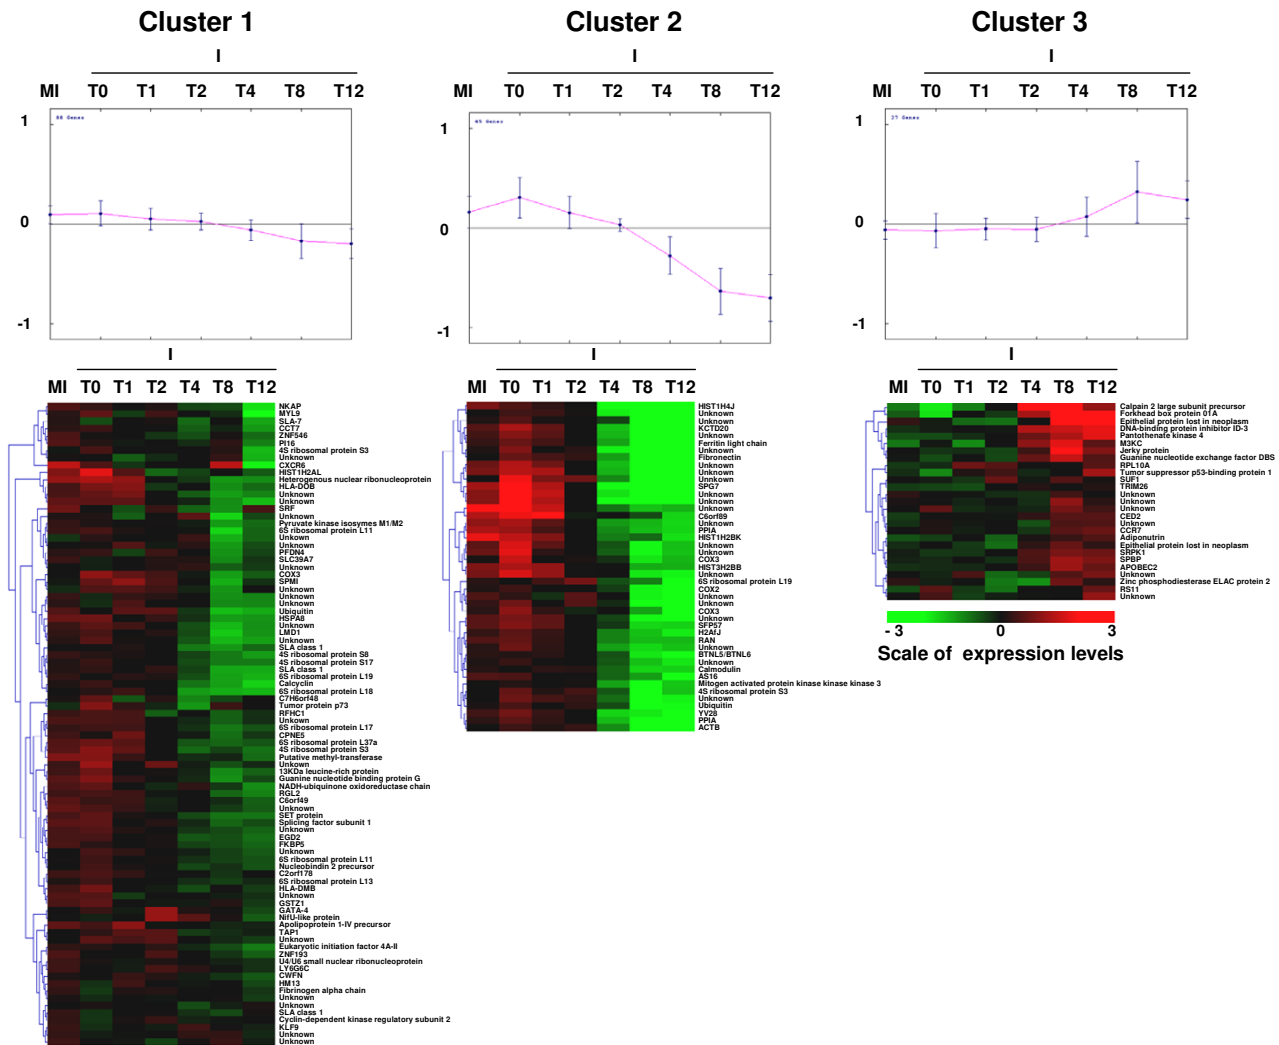 Cluster 1
Cluster 2
Cluster 3
I
I
I
MI T0 T1 T2 T4 T8 T12
MI T0 T1 T2 T4 T8 T12
MI T0 T1 T2 T4 T8 T12
1
0
-1
1
0
-1
1
0
-1
Genes
Genes
27 Genes
I
MI T0 T1 T2 T4 T8 T12
NKAP
MYL9
SLA-7
CCT7
ZNF546
PI16
4S ribosomal protein S3
Unknown
CXCR6
HIST1H2AL
Heterogenous nuclear ribonucleoprotein
HLA-DOB
Unknown
Unknown
SRF
Unknown
Pyruvate kinase isosymes M1/M2
6S ribosomal protein L11
Unkown
Unknown
PFDN4
SLC39A7
Unknown
COX3
SPMI
Unknown
Unknown
Unknown
Ubiquitin
HSPA8
Unknown
LMD1
Unknown
SLA class 1
4S ribosomal protein S8
4S ribosomal protein S17
SLA class 1
6S ribosomal protein L19
Calcyclin
6S ribosomal protein L18
C7H6orf48
Tumor protein p73
RFHC1
Unkown
6S ribosomal protein L17
CPNE5
6S ribosomal protein L37a
4S ribosomal protein S3
Putative methyl-transferase
Unkown
13KDa leucine-rich protein
Guanine nucleotide binding protein G
NADH-ubiquinone oxidoreductase chain
RGL2
C6orf49
Unknown
SET protein
Splicing factor subunit 1
Unknown
EGD2
FKBP5
Unknown
6S ribosomal protein L11
Nucleobindin 2 precursor
C2orf178
6S ribosomal protein L13
HLA-DMB
Unknown
GSTZ1
GATA-4
NifU-like protein
Apolipoprotein 1-IV precursor
TAP1
Unknown
Eukaryotic initiation factor 4A-II
ZNF193
U4/U6 small nuclear ribonucleoprotein
LY6G6C
CWFN
HM13
Fibrinogen alpha chain
Unknown
Unknown
SLA class 1
Cyclin-dependent kinase regulatory subunit 2
KLF9
Unknown
Unknown
I
MI T0 T1 T2 T4 T8 T12
HIST1H4J
Unknown
Unknown
KCTD20
Unknown
Ferritin light chain
Unknown
Fibronectin
Unknown
Unknown
Unnkown
SPG7
Unknown
Unknown
Unknown
C6orf89
Unknown
PPIA
HIST1H2BK
Unknown
Unknown
COX3
HIST3H2BB
Unknown
6S ribosomal protein L19
COX2
Unknown
Unknown
COX3
Unknown
SFP57
H2AfJ
RAN
Unknown
BTNL5/BTNL6
Unknown
Calmodulin
AS16
Mitogen activated protein kinase kinase kinase 3
4S ribosomal protein S3
Unknown
Ubiquitin
YV28
PPIA
ACTB
I
MI T0 T1 T2 T4 T8 T12
Calpain 2 large subunit precursor
Forkhead box protein 01A
Epithelial protein lost in neoplasm
DNA-binding protein inhibitor ID-3
Pantothenate kinase 4
M3KC
Jerky protein
Guanine nucleotide exchange factor DBS
RPL10A
Tumor suppressor p53-binding protein 1
SUF1
TRIM26
Unknown
Unknown
Unknown
CED2
Unknown
CCR7
Adiponutrin
Epithelial protein lost in neoplasm
SRPK1
SPBP
APOBEC2
Unknown
Zinc phosphodiesterase ELAC protein 2
RS11
Unknown
- 3 0 3
Scale of expression levels